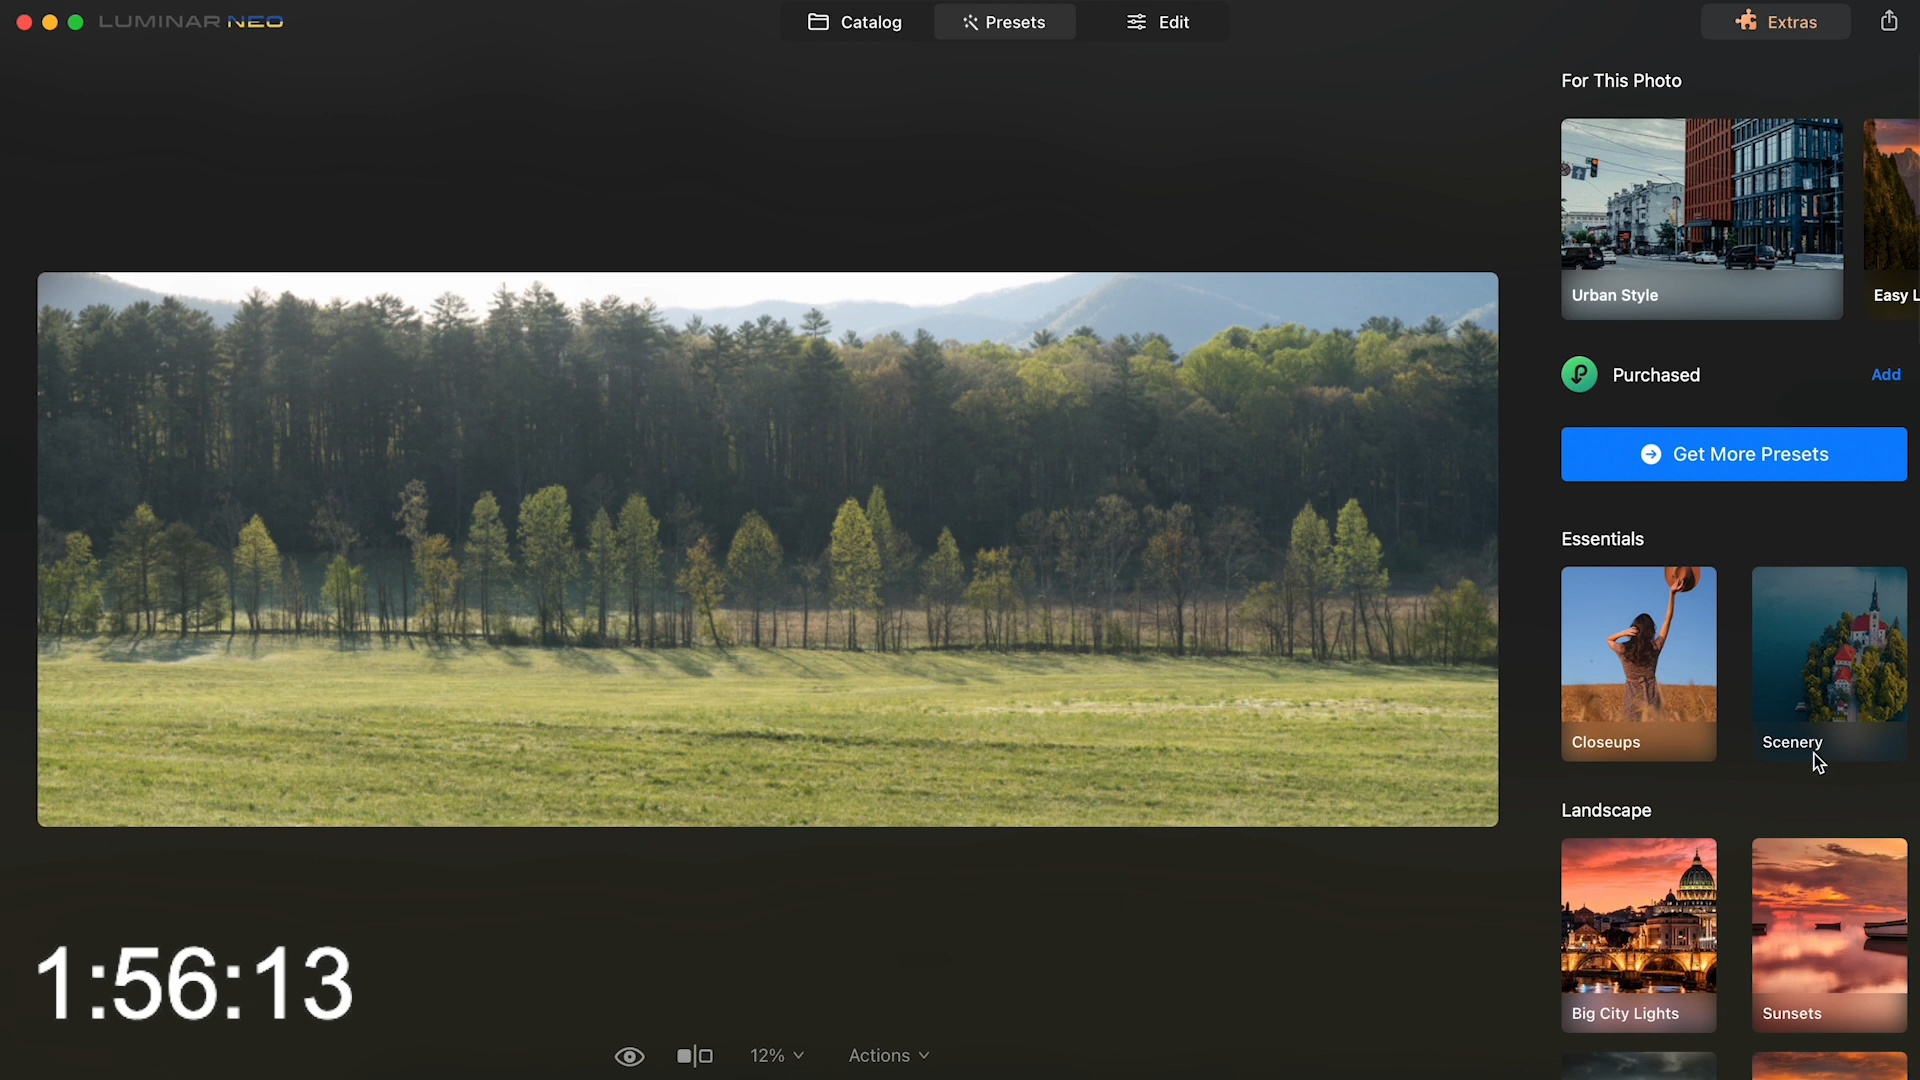 LUMINAR NEO
Catalog
Presets
Edit
Extras
For This Photo
Urban Style
Easy L
Purchased
Add
Get More Presets
Essentials
Closeups
Scenery
Landscape
Big City Lights
Sunsets
1:56:13
12%
Actions